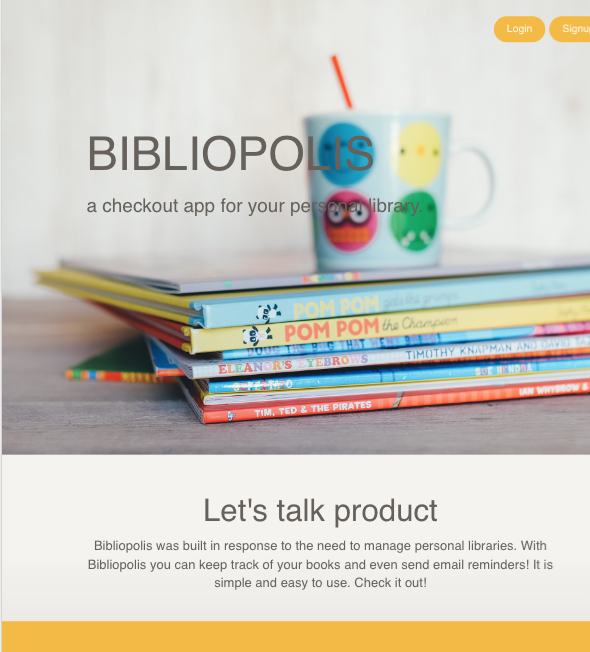 Login
Signu
BIBLIOPOLIS
a checkout app for your personal library.
POM POM
POM POM the Champion
ELEANOR'S EYEBROWS
TIMOTHY KNAPMAN AND DAVID
TIM, TED & THE PIRATES
IAN WHYBROW &
Let's talk product
Bibliopolis was built in response to the need to manage personal libraries. With
Bibliopolis you can keep track of your books and even send email reminders! It is
simple and easy to use. Check it out!